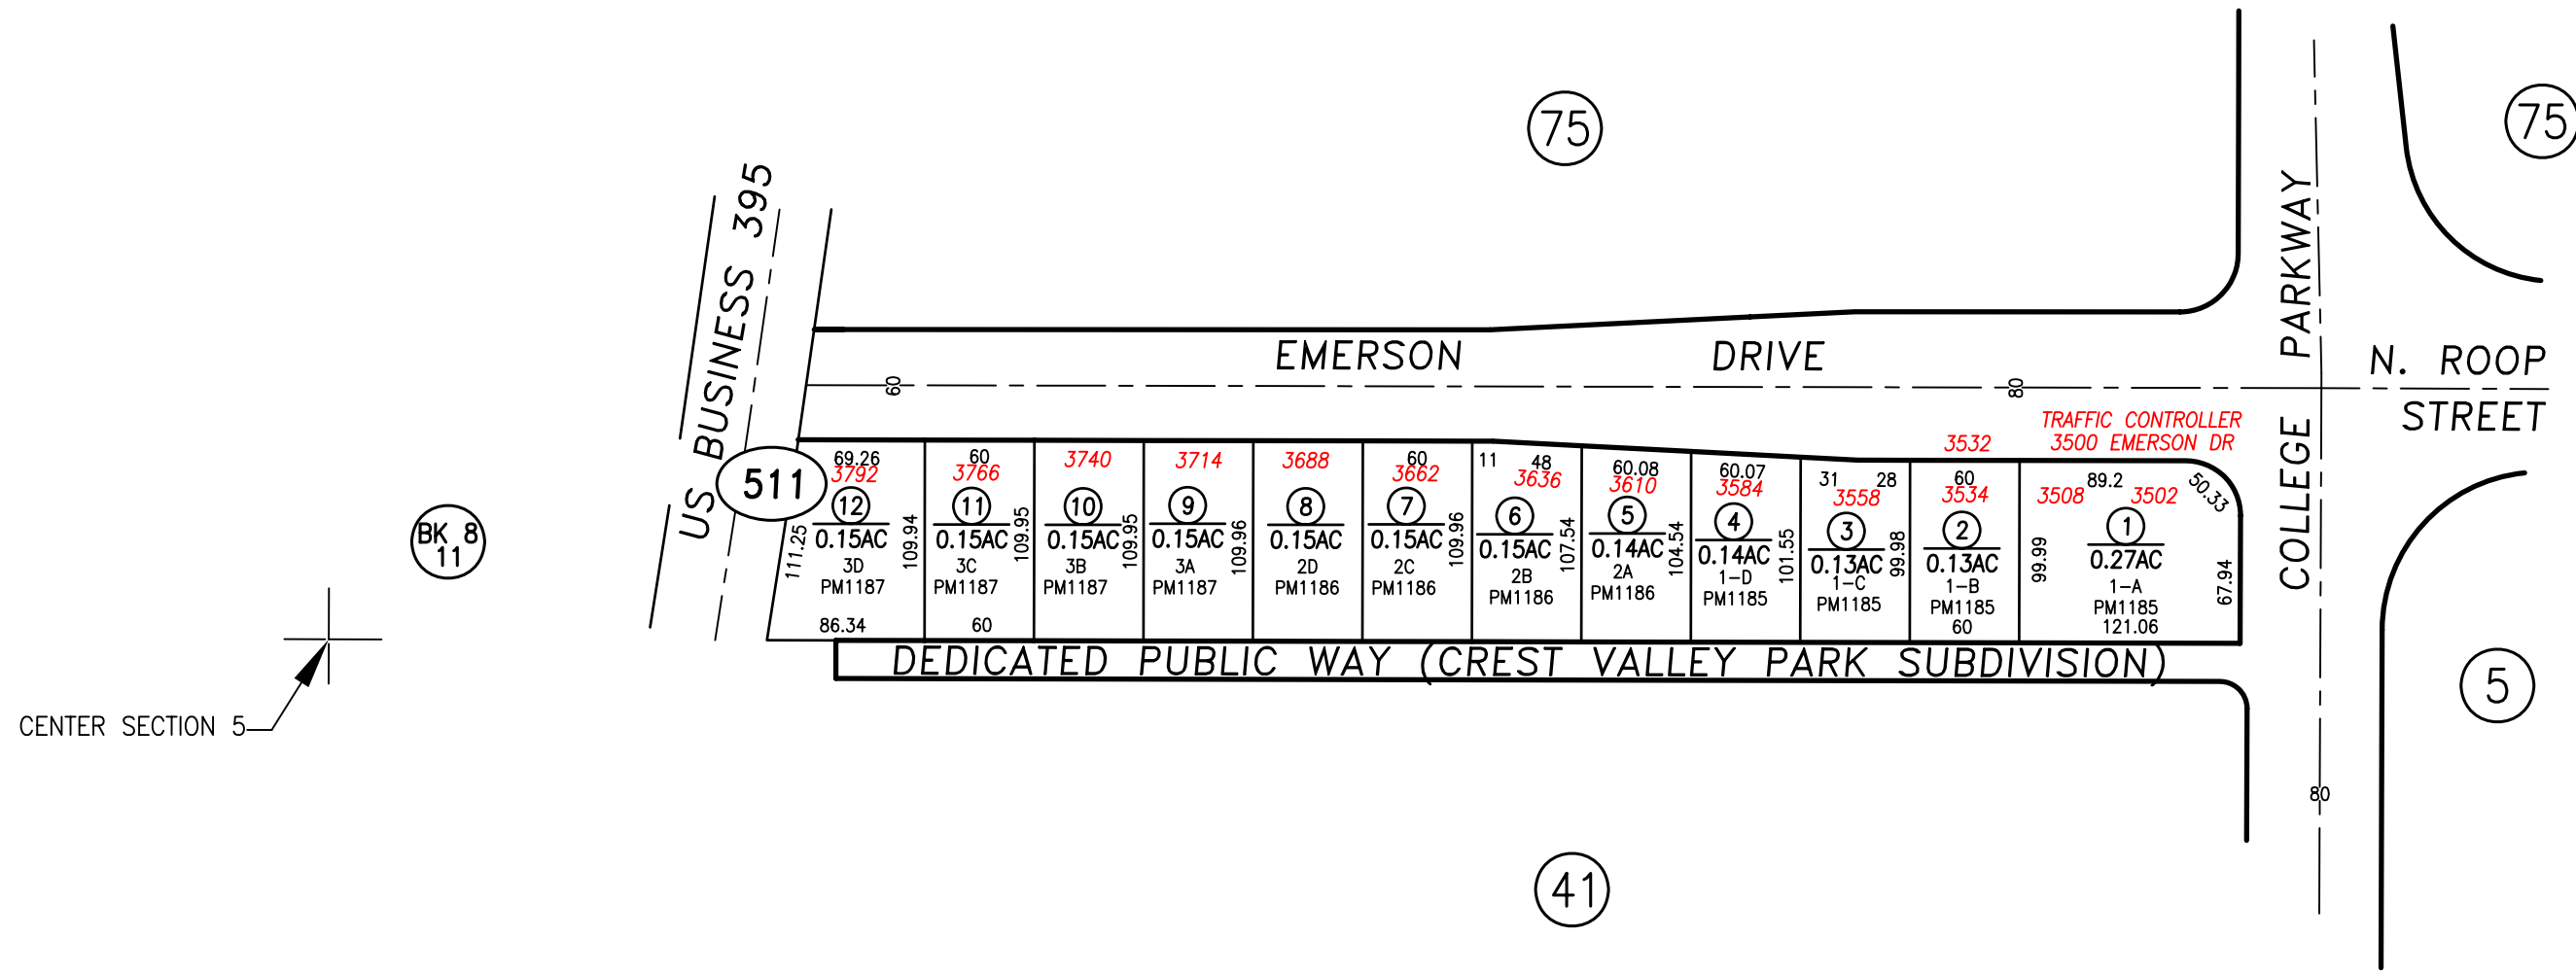 75
75
US BUSINESS 395
COLLEGE PARKWAY
EMERSON DRIVE
N. ROOP
STREET
60
80
TRAFFIC CONTROLLER
3500 EMERSON DR
3532
511
BK 8
11
69.26
3792
12
0.15AC
3D
PM1187
111.25
109.94
86.34
60
3766
11
0.15AC
3C
PM1187
109.95
60
3740
10
0.15AC
3B
PM1187
109.95
3714
9
0.15AC
3A
PM1187
109.96
3688
8
0.15AC
2D
PM1186
60
3662
7
0.15AC
2C
PM1186
109.96
11 48
3636
6
0.15AC
2B
PM1186
107.54
60.08
3610
5
0.14AC
2A
PM1186
104.54
60.07
3584
4
0.14AC
1-D
PM1185
101.55
31 28
3558
3
0.13AC
1-C
PM1185
99.98
60
3534
2
0.13AC
1-B
PM1185
60
89.2
3508 3502
50.33
1
0.27AC
1-A
PM1185
121.06
99.99
67.94
DEDICATED PUBLIC WAY (CREST VALLEY PARK SUBDIVISION)
CENTER SECTION 5
5
80
41